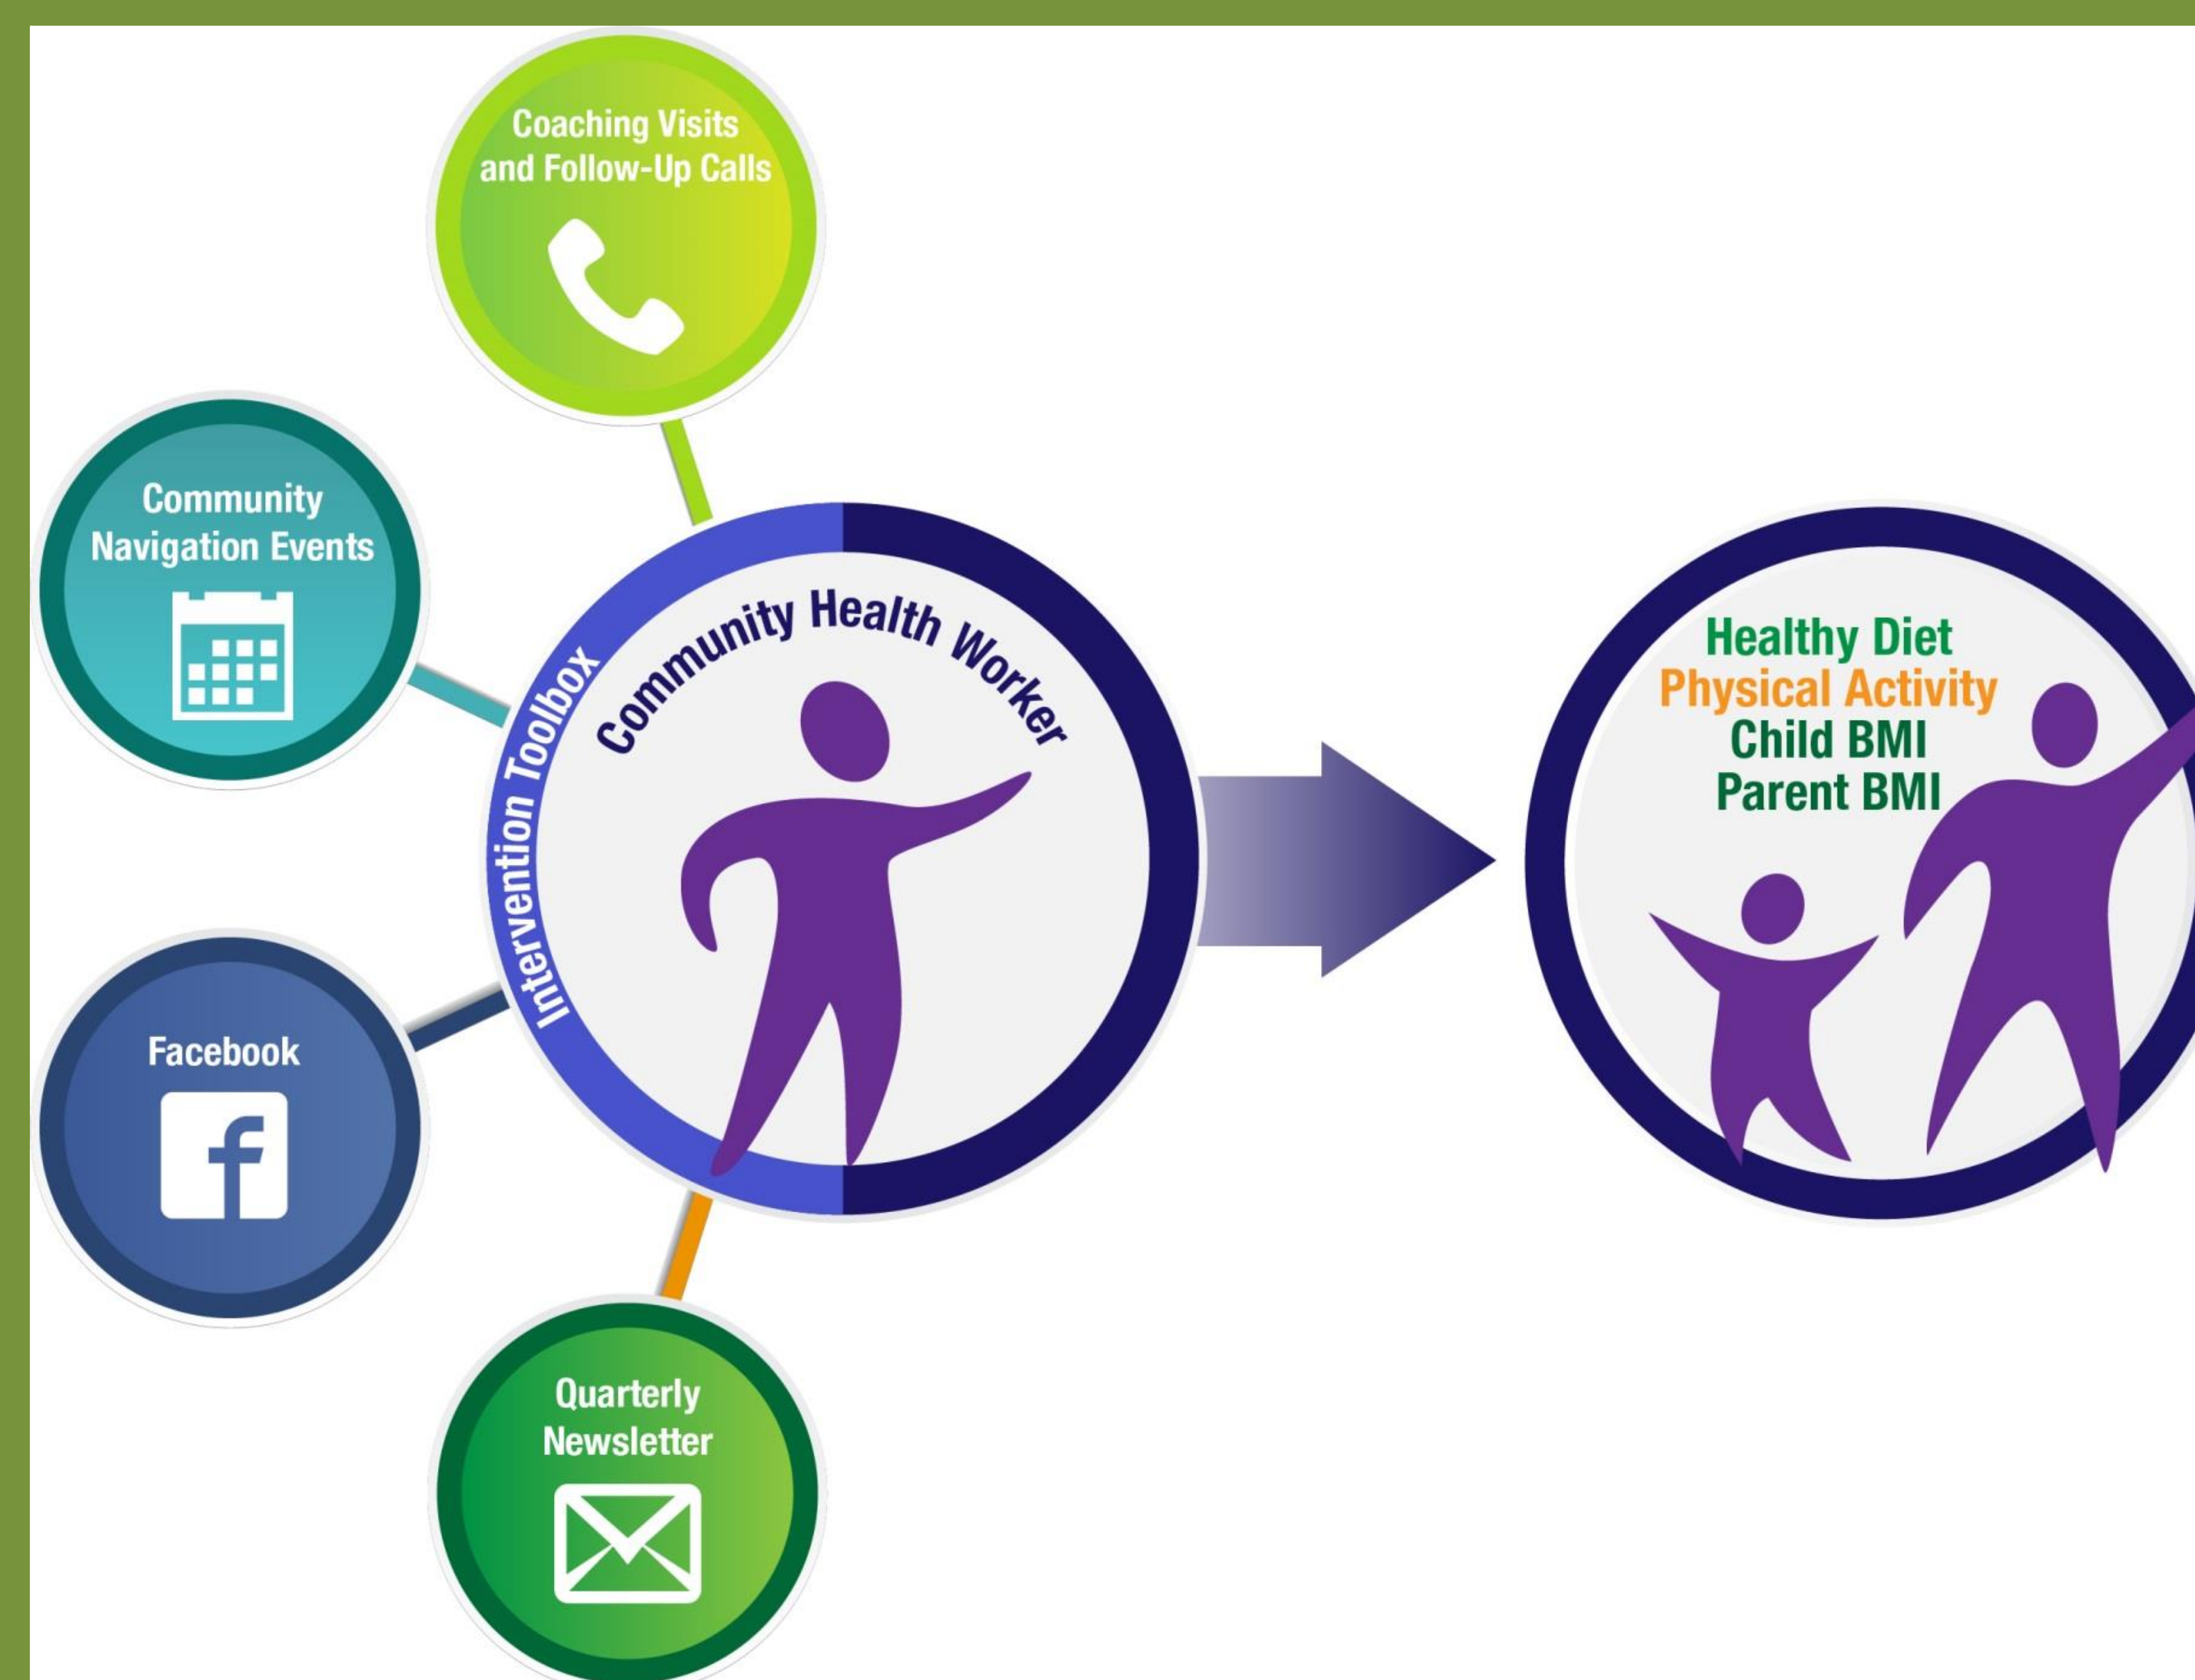 Coaching Visits
and Follow-Up Calls
Community
Navigation Events
Intervention Toolbox
Community Health Worker
Healthy Diet
Physical Activity
Child BMI
Parent BMI
Facebook
f
Quarterly
Newsletter